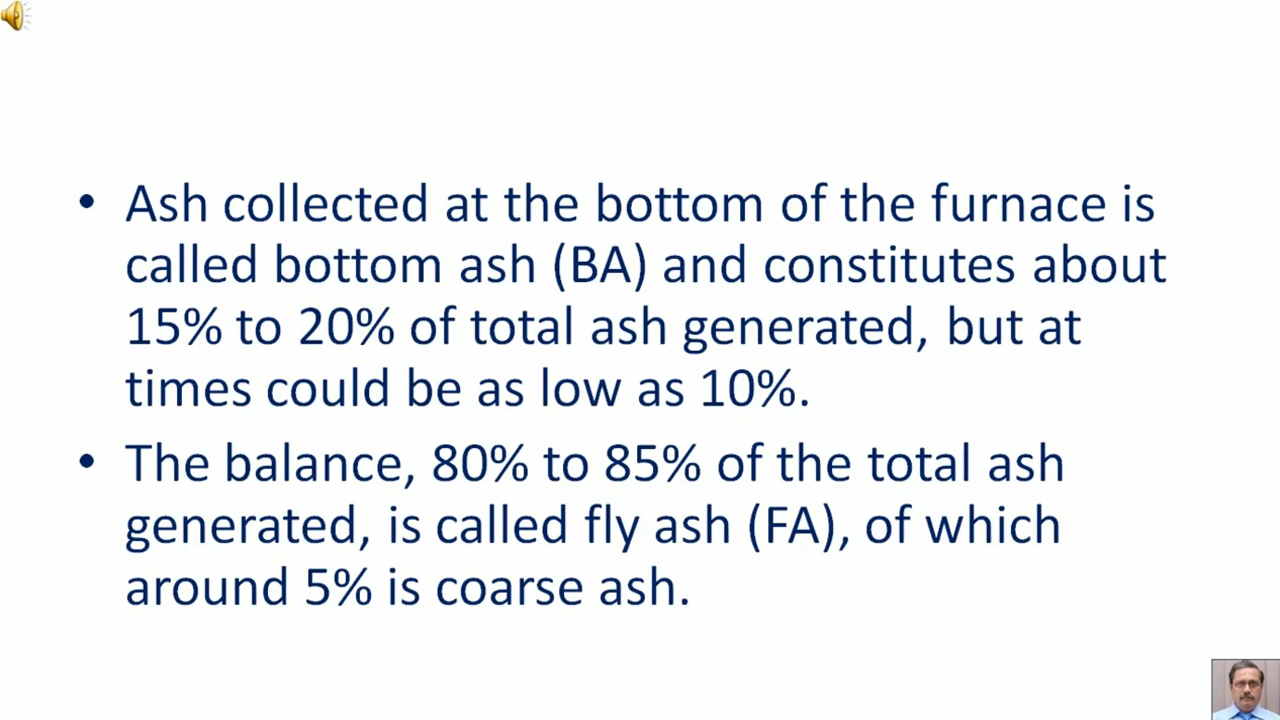 • Ash collected at the bottom of the furnace is
called bottom ash (BA) and constitutes about
15% to 20% of total ash generated, but at
times could be as low as 10%.
• The balance, 80% to 85% of the total ash
generated, is called fly ash (FA), of which
around 5% is coarse ash.